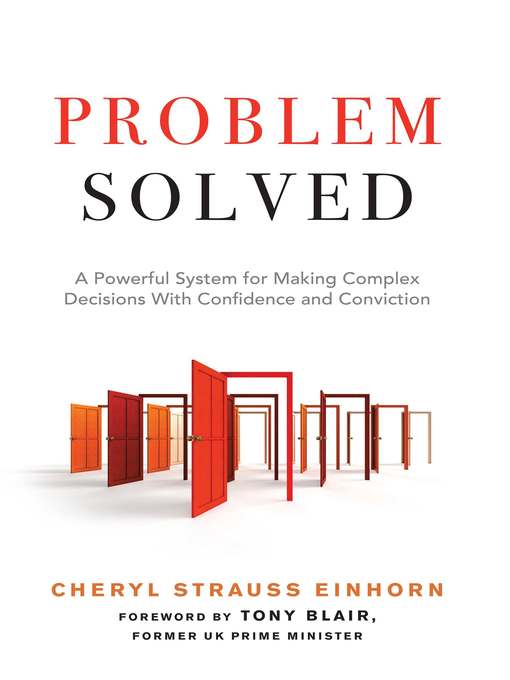 PROBLEM
SOLVED
A Powerful System for Making Complex
Decisions With Confidence and Conviction
CHERYL STRAUSS EINHORN
FOREWORD BY TONY BLAIR,
FORMER UK PRIME MINISTER